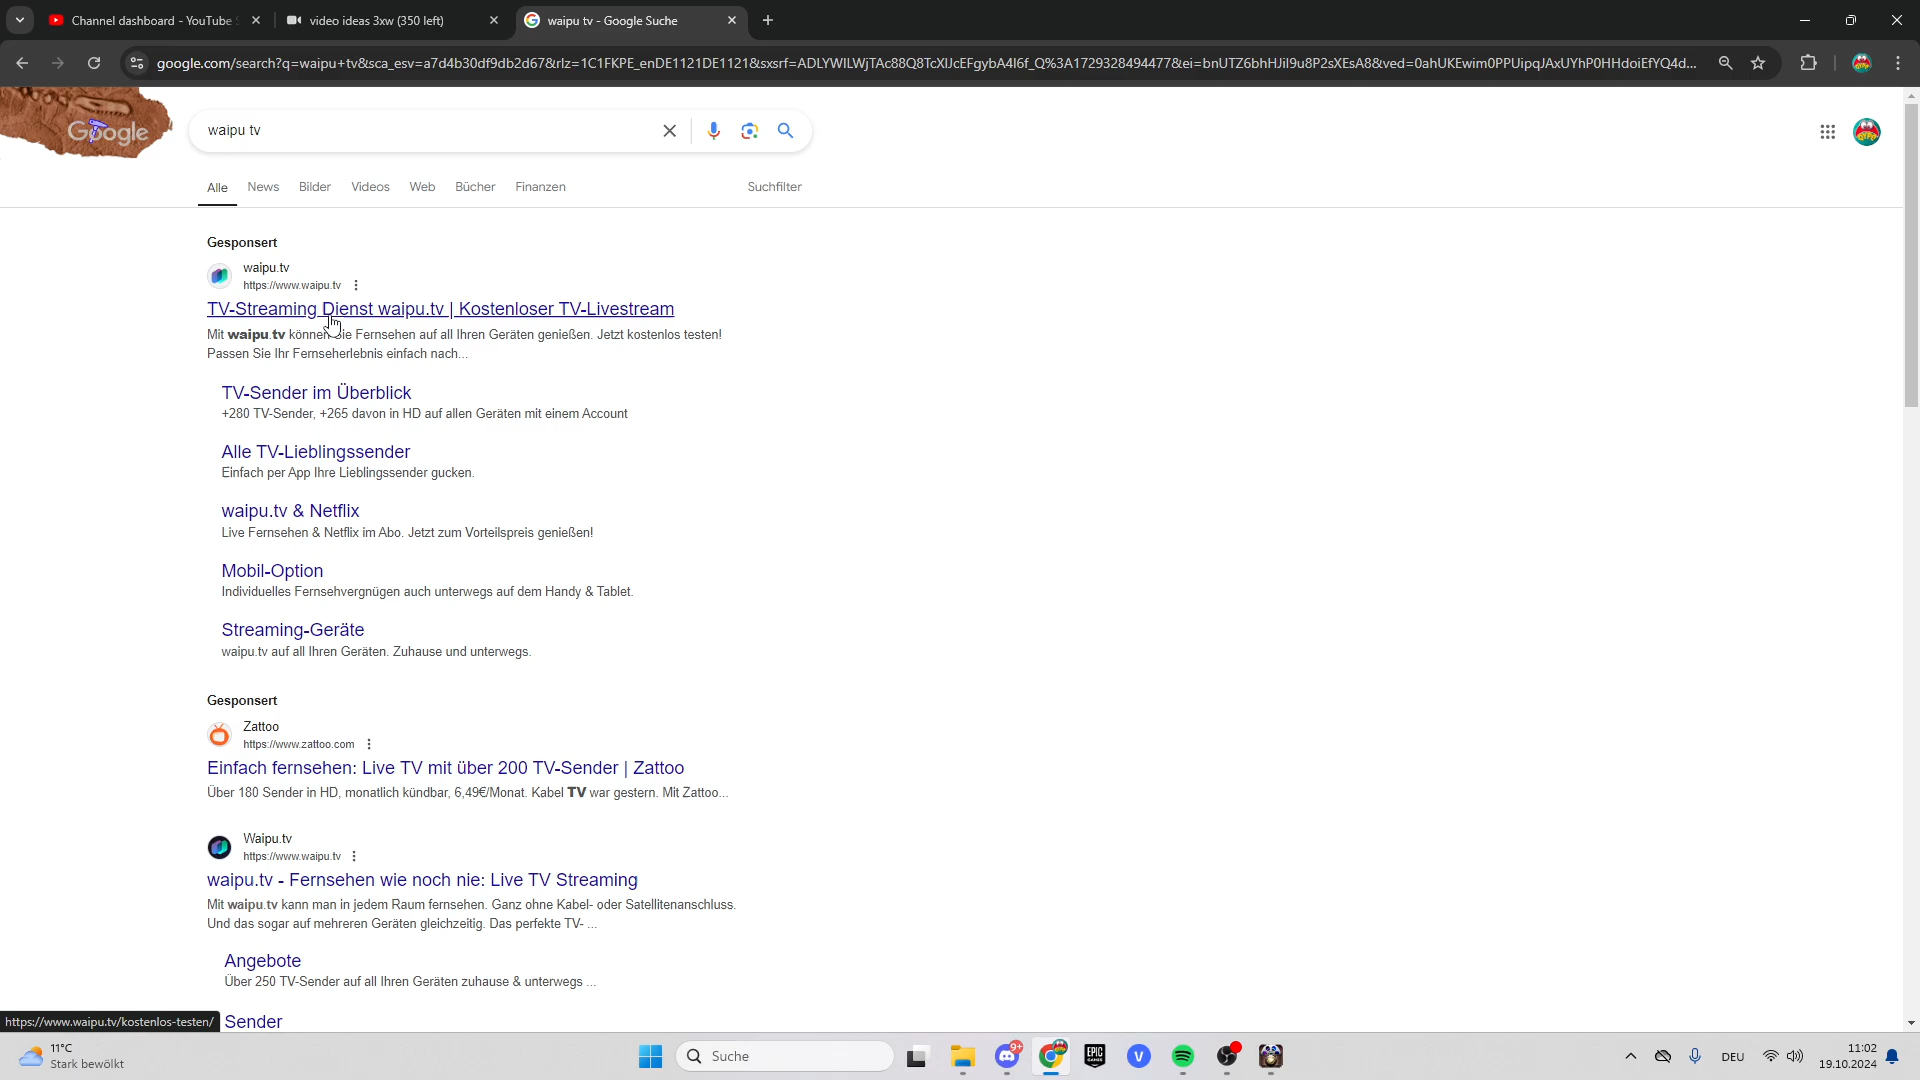 Channel dashboard - YouTube
video ideas 3xw (350 left)
waipu tv - Google Suche
google.com/search?q=waipu+tv&sca_esv=a7d4b30df9db2d67&rlz=1C1FKPE_enDE1121DE1121&sxsrf=ADLYWILWjTAc88Q8TcXlJcEFgybA4I6f_Q%3A1729328494477&ei=bnUTZ6bhHJil9u8P2sXEsA8&ved=0ahUKEwim0PPUipqJAxUYhP0HHdoiEfYQ4d...
Google
waipu tv
Alle News Bilder Videos Web Bücher Finanzen Suchfilter
Gesponsert
waipu.tv
https://www.waipu.tv
TV-Streaming Dienst waipu.tv | Kostenloser TV-Livestream
Mit waipu.tv können Sie Fernsehen auf all Ihren Geräten genießen. Jetzt kostenlos testen!
Passen Sie Ihr Fernseherlebnis einfach nach...
TV-Sender im Überblick
+280 TV-Sender, +265 davon in HD auf allen Geräten mit einem Account
Alle TV-Lieblingssender
Einfach per App Ihre Lieblingssender gucken.
waipu.tv & Netflix
Live Fernsehen & Netflix im Abo. Jetzt zum Vorteilspreis genießen!
Mobil-Option
Individuelles Fernsehvergnügen auch unterwegs auf dem Handy & Tablet.
Streaming-Geräte
waipu.tv auf all Ihren Geräten. Zuhause und unterwegs.
Gesponsert
Zattoo
https://www.zattoo.com
Einfach fernsehen: Live TV mit über 200 TV-Sender | Zattoo
Über 180 Sender in HD, monatlich kündbar, 6,49€/Monat. Kabel TV war gestern. Mit Zattoo...
Waipu.tv
https://www.waipu.tv
waipu.tv - Fernsehen wie noch nie: Live TV Streaming
Mit waipu.tv kann man in jedem Raum fernsehen. Ganz ohne Kabel- oder Satellitenanschluss.
Und das sogar auf mehreren Geräten gleichzeitig. Das perfekte TV- ...
Angebote
Über 250 TV-Sender auf all Ihren Geräten zuhause & unterwegs ...
https://www.waipu.tv/kostenlos-testen/
Sender
11°C
Stark bewölkt
Suche
9+
EPIC
GAMES
V
DEU
11:02
19.10.2024